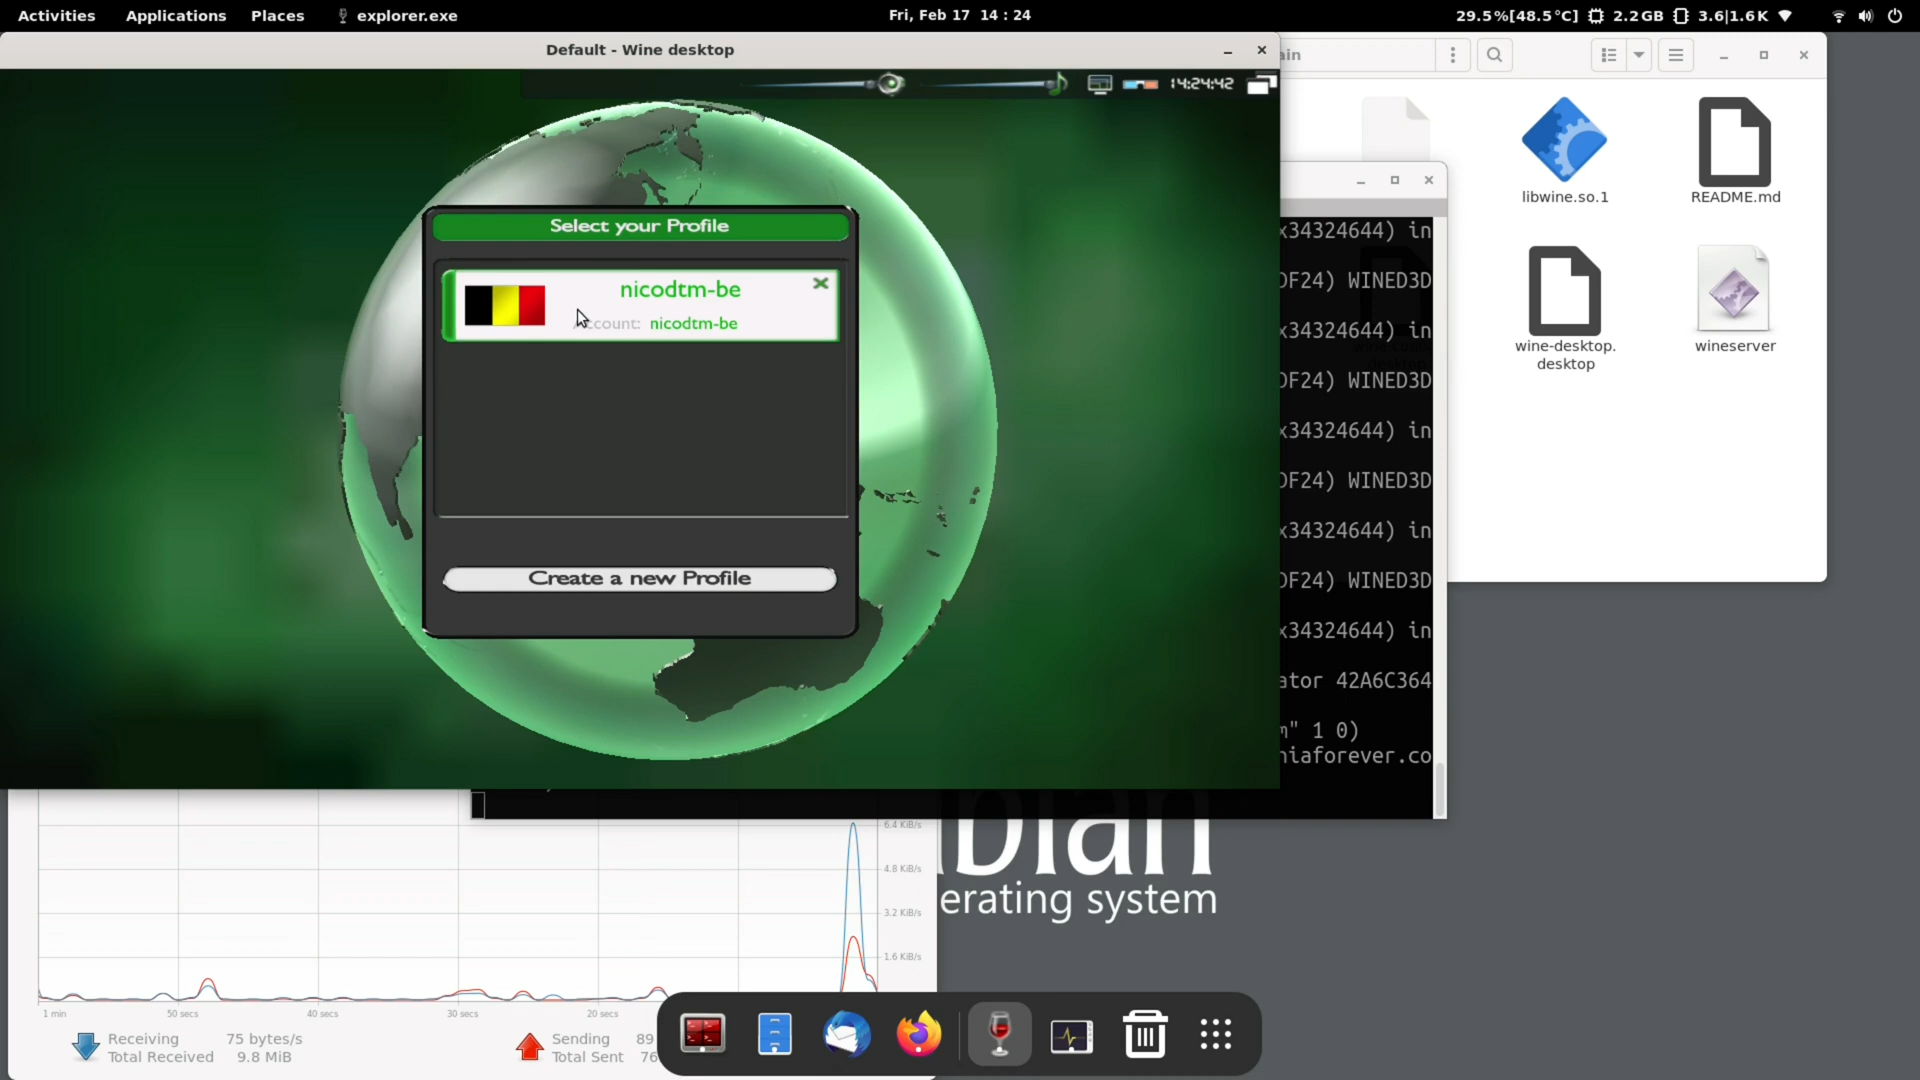 Activities Applications Places explorer.exe Fri, Feb 17 14 : 24 29.5%[48.5°C] 2.2GB 3.6|1.6K
Default - Wine desktop
ain
14:24:42
Select your Profile
nicodtm-be
Account: nicodtm-be
Create a new Profile
x34324644) in
DF24) WINED3D
x34324644) in
DF24) WINED3D
x34324644) in
DF24) WINED3D
x34324644) in
DF24) WINED3D
x34324644) in
ator 42A6C364
" 1 0)
niaforever.co
libwine.so.1
README.md
wine-desktop.
desktop
wineserver
bian
erating system
6.4 KiB/s
4.8 KiB/s
3.2 KiB/s
1.6 KiB/s
1 min 50 secs 40 secs 30 secs 20 secs
Receiving 75 bytes/s
Total Received 9.8 MiB
Sending 89
Total Sent 76